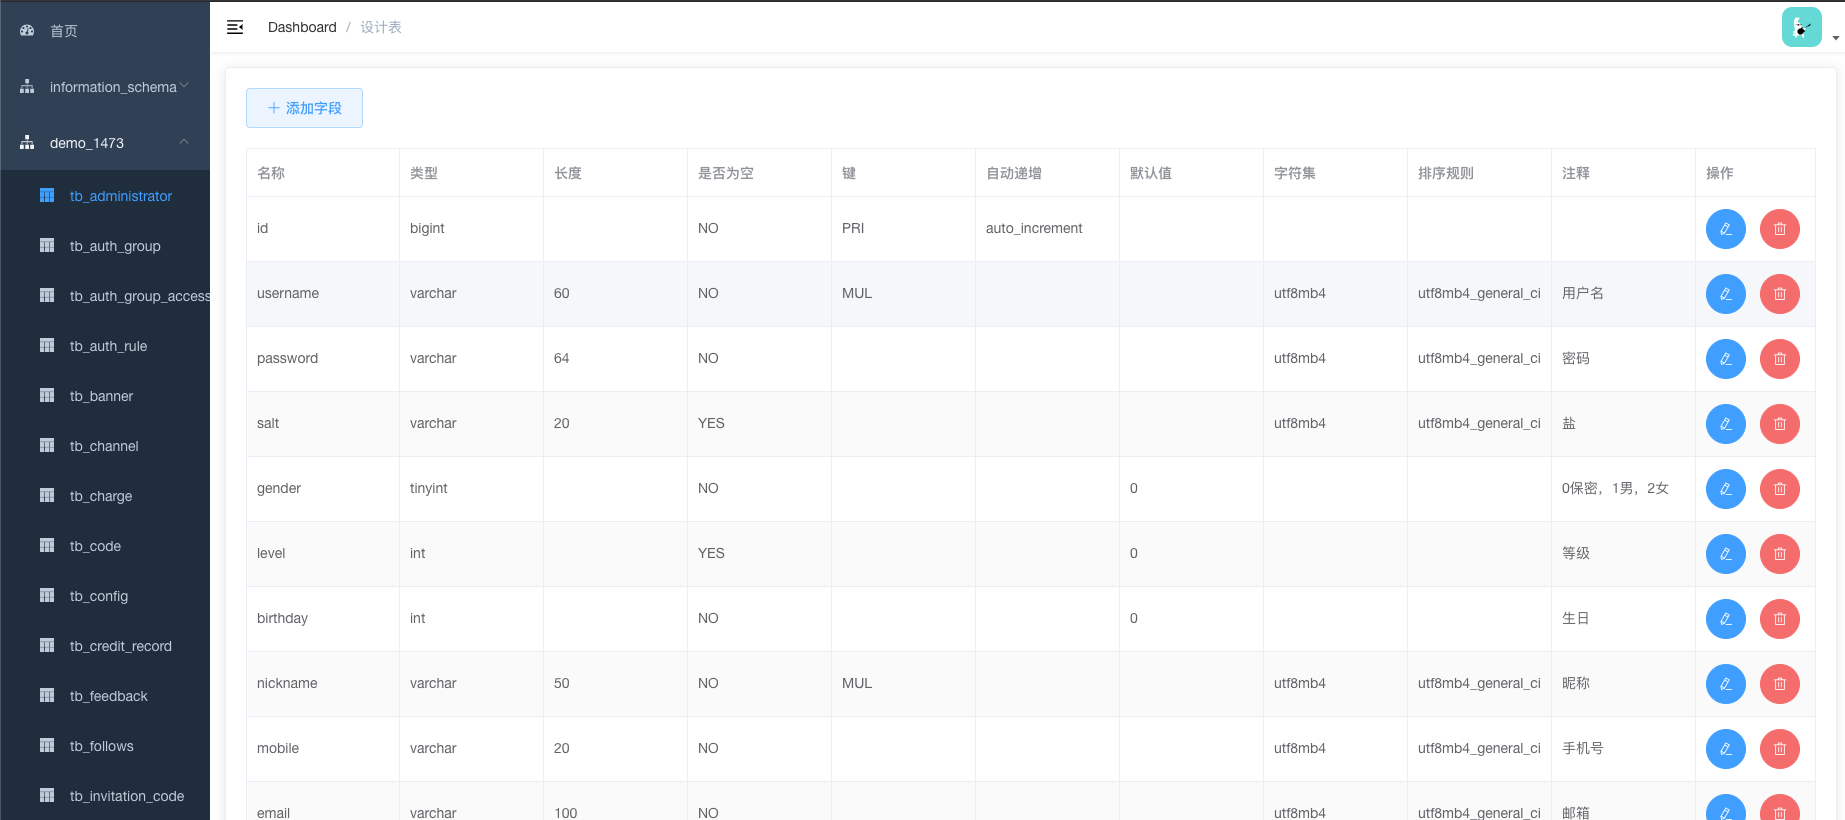 首页
information_schema
demo_1473
tb_administrator
tb_auth_group
tb_auth_group_access
tb_auth_rule
tb_banner
tb_channel
tb_charge
tb_code
tb_config
tb_credit_record
tb_feedback
tb_follows
tb_invitation_code
Dashboard / 设计表
添加字段
名称 类型 长度 是否为空 键 自动递增 默认值 字符集 排序规则 注释 操作
id bigint NO PRI auto_increment
username varchar 60 NO MUL utf8mb4 utf8mb4_general_ci 用户名
password varchar 64 NO utf8mb4 utf8mb4_general_ci 密码
salt varchar 20 YES utf8mb4 utf8mb4_general_ci 盐
gender tinyint NO 0 0保密，1男，2女
level int YES 0 等级
birthday int NO 0 生日
nickname varchar 50 NO MUL utf8mb4 utf8mb4_general_ci 昵称
mobile varchar 20 NO utf8mb4 utf8mb4_general_ci 手机号
email varchar 100 NO utf8mb4 utf8mb4_general_ci 邮箱